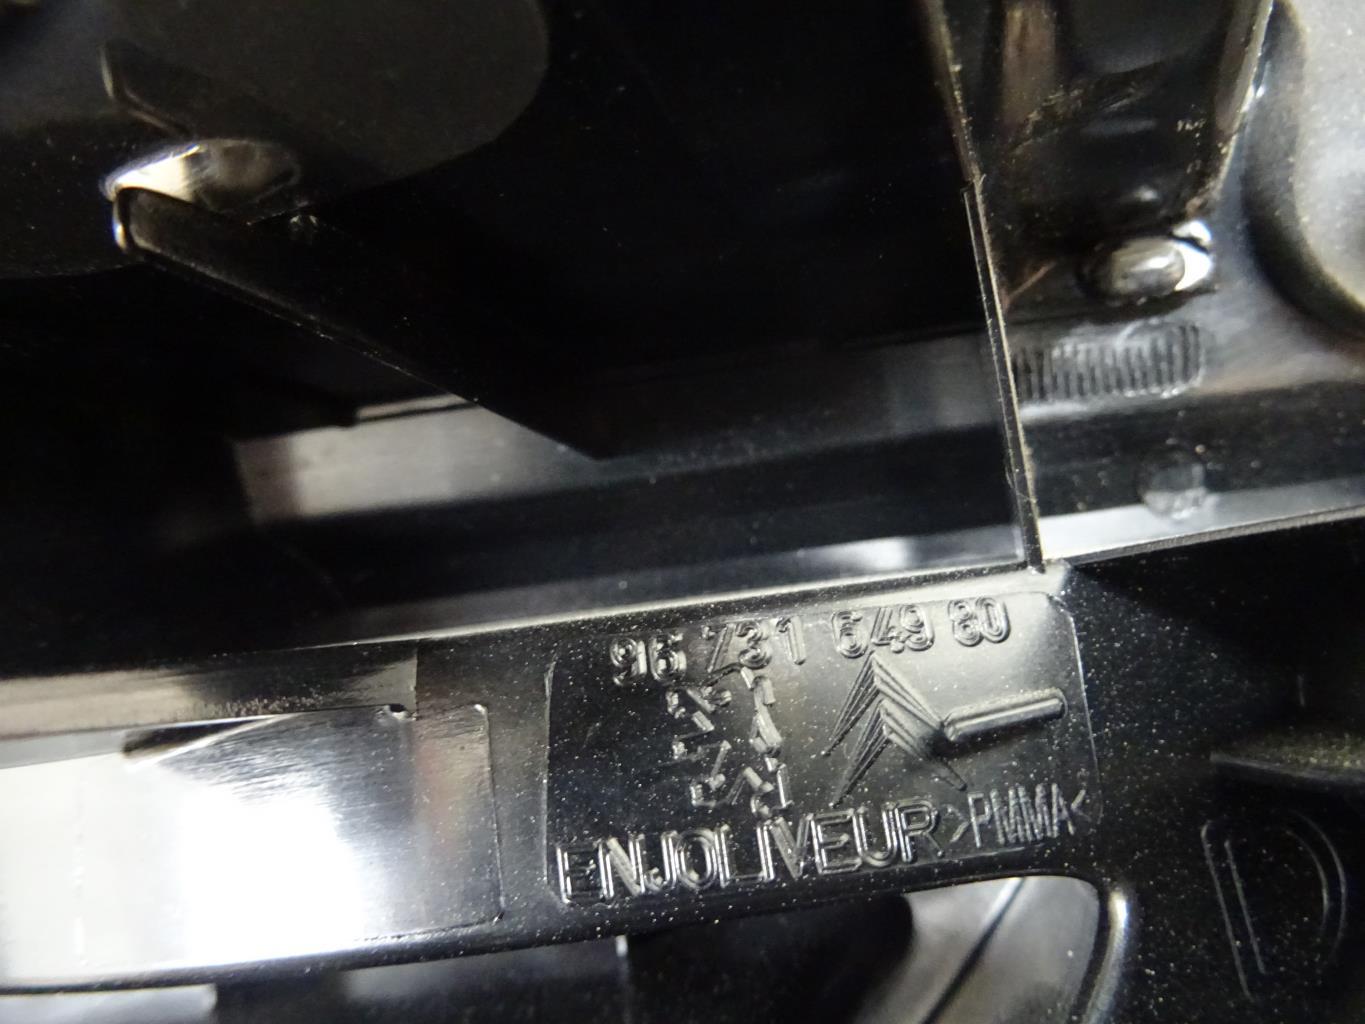 96 731 649 80
ENJOLIVEUR >PMMA<
D